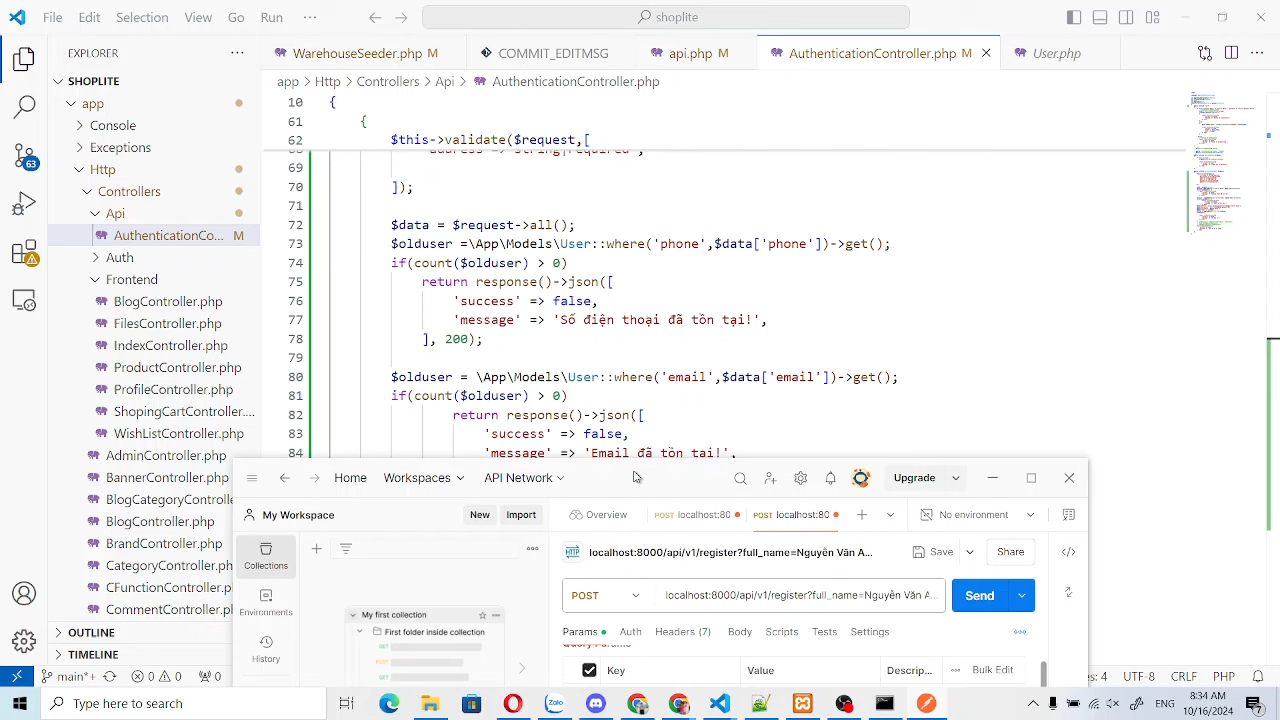 File Edit Selection View Go Run ··· shoplite
EXPLORER ···
WarehouseSeeder.php M COMMIT_EDITMSG api.php M AuthenticationController.php M User.php
SHOPLITE
app > Http > Controllers > Api > AuthenticationController.php
app
Console
Exceptions
Http
Controllers
Api
AuthenticationCo... M
Auth
Frontend
BlogController.php
FilesController.php
IndexController.php
ProductController.php
ProfileController.php
ShopingCartController....
WishListController.php
AdminController.php
BannerController.php
BlogCategoryControlle
BlogController.php
BrandController.php
CategoryController.ph
CFunctionController.ph
CommentController.ph
OUTLINE
TIMELINE
63
10 {
61 {
62 $this->validate($request,[
69
70 ]);
71
72 $data = $request->all();
73 $olduser =\App\Models\User::where('phone',$data['phone'])->get();
74 if(count($olduser) > 0)
75 return response()->json([
76 'success' => false,
77 'message' => 'Số điện thoại đã tồn tại!',
78 ], 200);
79
80 $olduser = \App\Models\User::where('email',$data['email'])->get();
81 if(count($olduser) > 0)
82 return response()->json([
83 'success' => false,
84 'message' => 'Email đã tồn tại!',
Home Workspaces API Network Upgrade
My Workspace New Import
Overview POST localhost:80 POST localhost:80 No environment
Collections
Environments
History
My first collection
First folder inside collection
GET
POST
GET
HTTP localhost:8000/api/v1/register?full_name=Nguyễn Văn A... Save Share
POST localhost:8000/api/v1/register?full_name=Nguyễn Văn A... Send
Params Auth Headers (7) Body Scripts Tests Settings
Query Params
Key Value Descrip... Bulk Edit
main*+ 0 0 0 UTF-8 CRLF PHP
Type here to search
Zalo
ENG
8:34 AM
10/16/2024
7